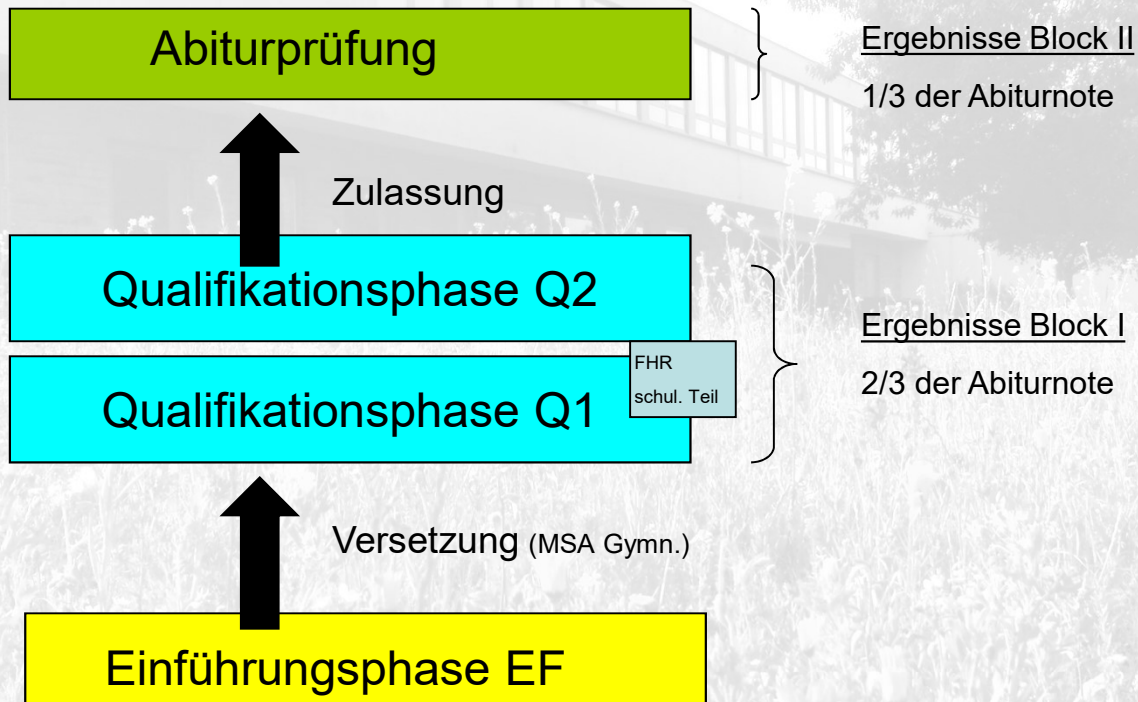 Abiturprüfung
Ergebnisse Block II
1/3 der Abiturnote
Zulassung
Qualifikationsphase Q2
Ergebnisse Block I
2/3 der Abiturnote
FHR
schul. Teil
Qualifikationsphase Q1
Versetzung (MSA Gymn.)
Einführungsphase EF